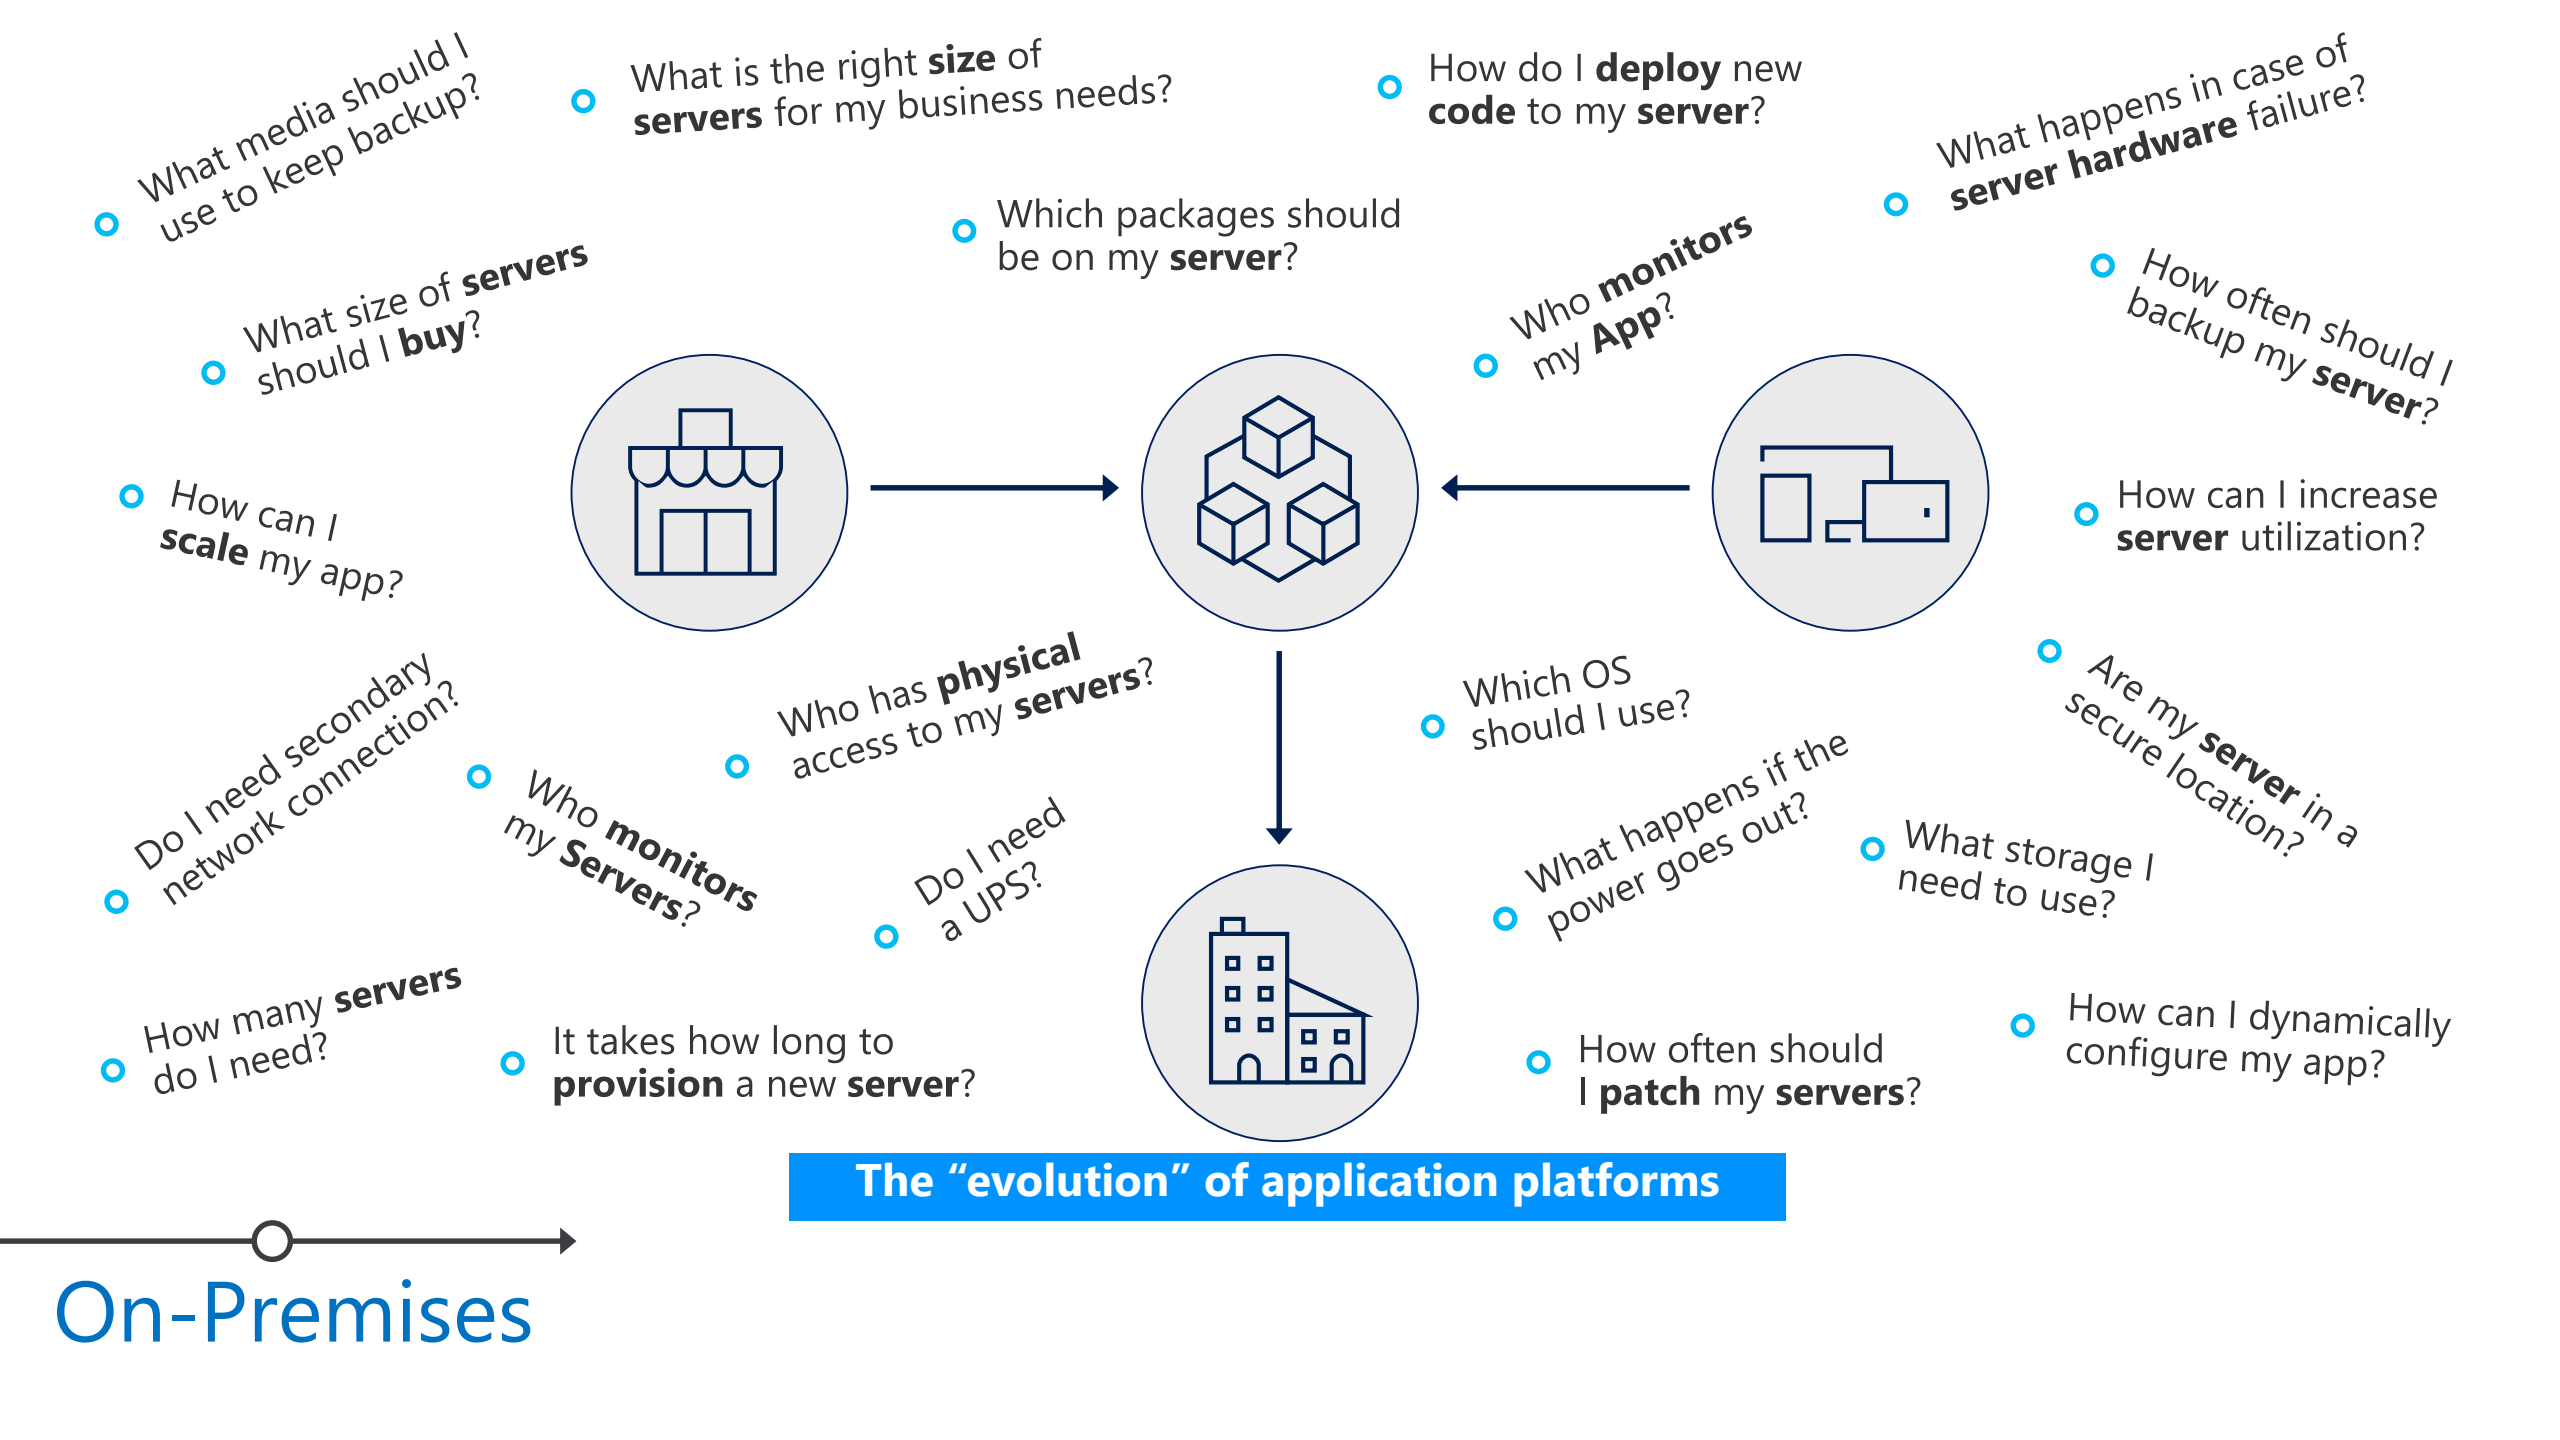 What media should I
use to keep backup?
What is the right size of
servers for my business needs?
How do I deploy new
code to my server?
What happens in case of
server hardware failure?
Which packages should
be on my server?
Who monitors
my App?
How often should I
backup my server?
What size of servers
should I buy?
How can I
scale my app?
How can I increase
server utilization?
Do I need secondary
network connection?
Who has physical
access to my servers?
Which OS
should I use?
Are my server in a
secure location?
Who monitors
my Servers?
Do I need
a UPS?
What happens if the
power goes out?
What storage I
need to use?
How many servers
do I need?
It takes how long to
provision a new server?
How often should
I patch my servers?
How can I dynamically
configure my app?
The “evolution” of application platforms
On-Premises